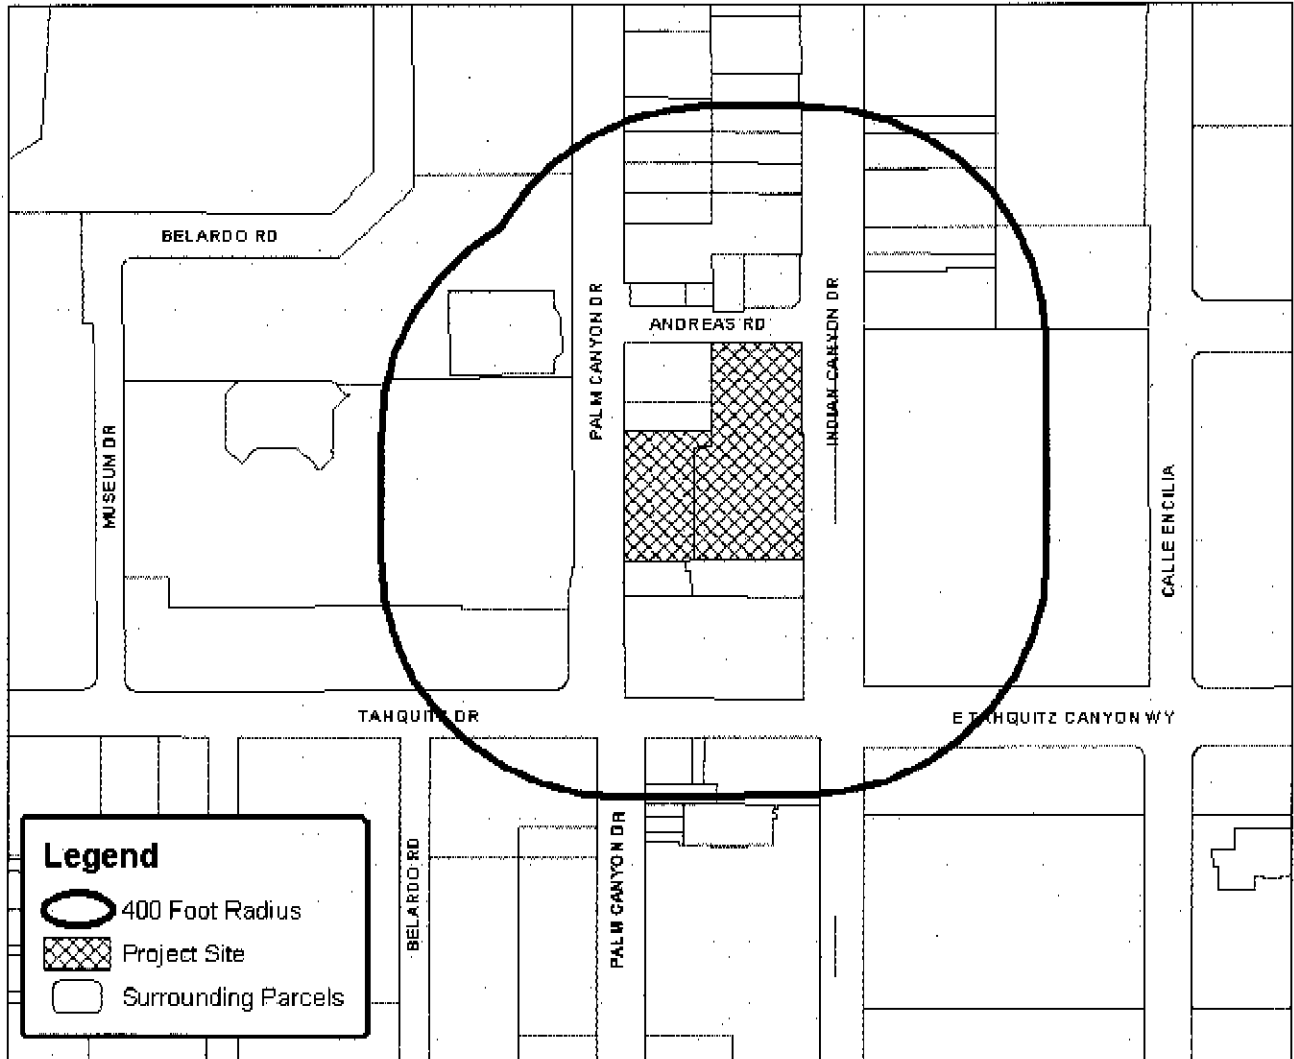 BELARDO RD
PALM CANYON DR
ANDREAS RD
INDIAN CANYON DR
MUSEUM DR
CALLE ENCILIA
TAHQUITZ DR
E TAHQUITZ CANYON WY
BELARDO RD
PALM CANYON DR
Legend
400 Foot Radius
Project Site
Surrounding Parcels